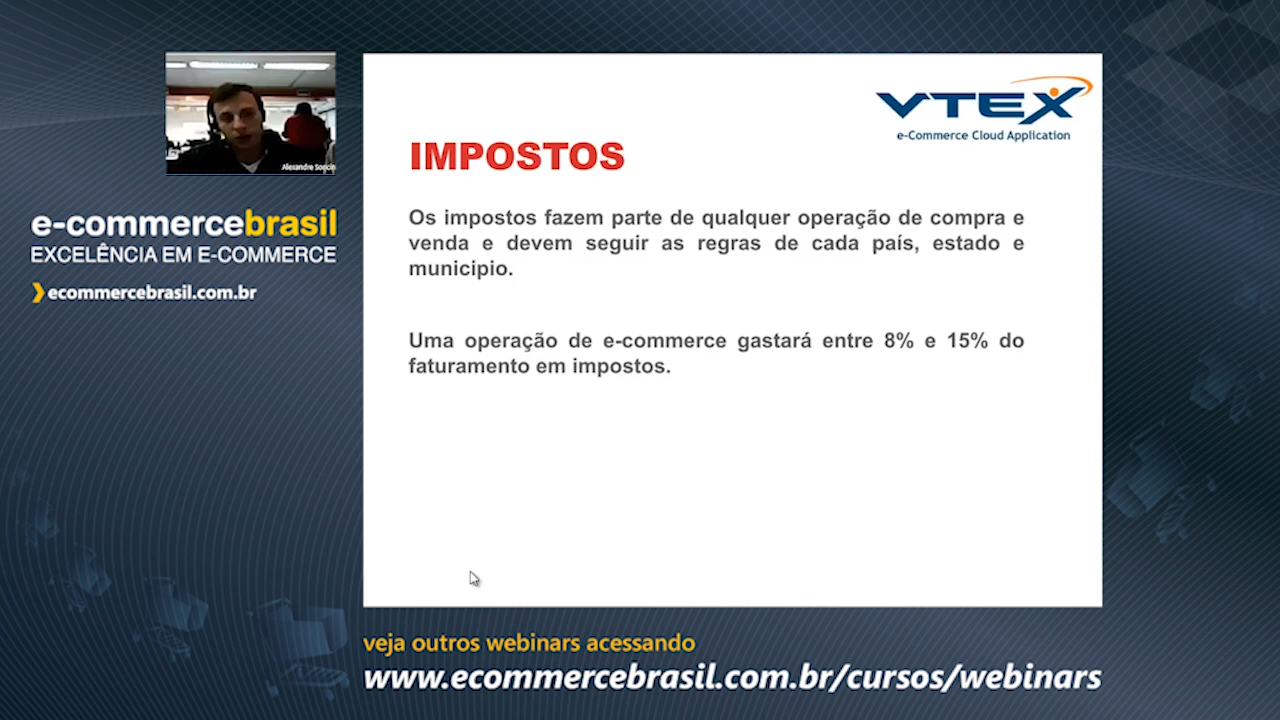 Alexandre Soncin
e-commercebrasil
EXCELÊNCIA EM E-COMMERCE
ecommercebrasil.com.br
VTEX
e-Commerce Cloud Application
IMPOSTOS
Os impostos fazem parte de qualquer operação de compra e
venda e devem seguir as regras de cada país, estado e
municipio.
Uma operação de e-commerce gastará entre 8% e 15% do
faturamento em impostos.
veja outros webinars acessando
www.ecommercebrasil.com.br/cursos/webinars